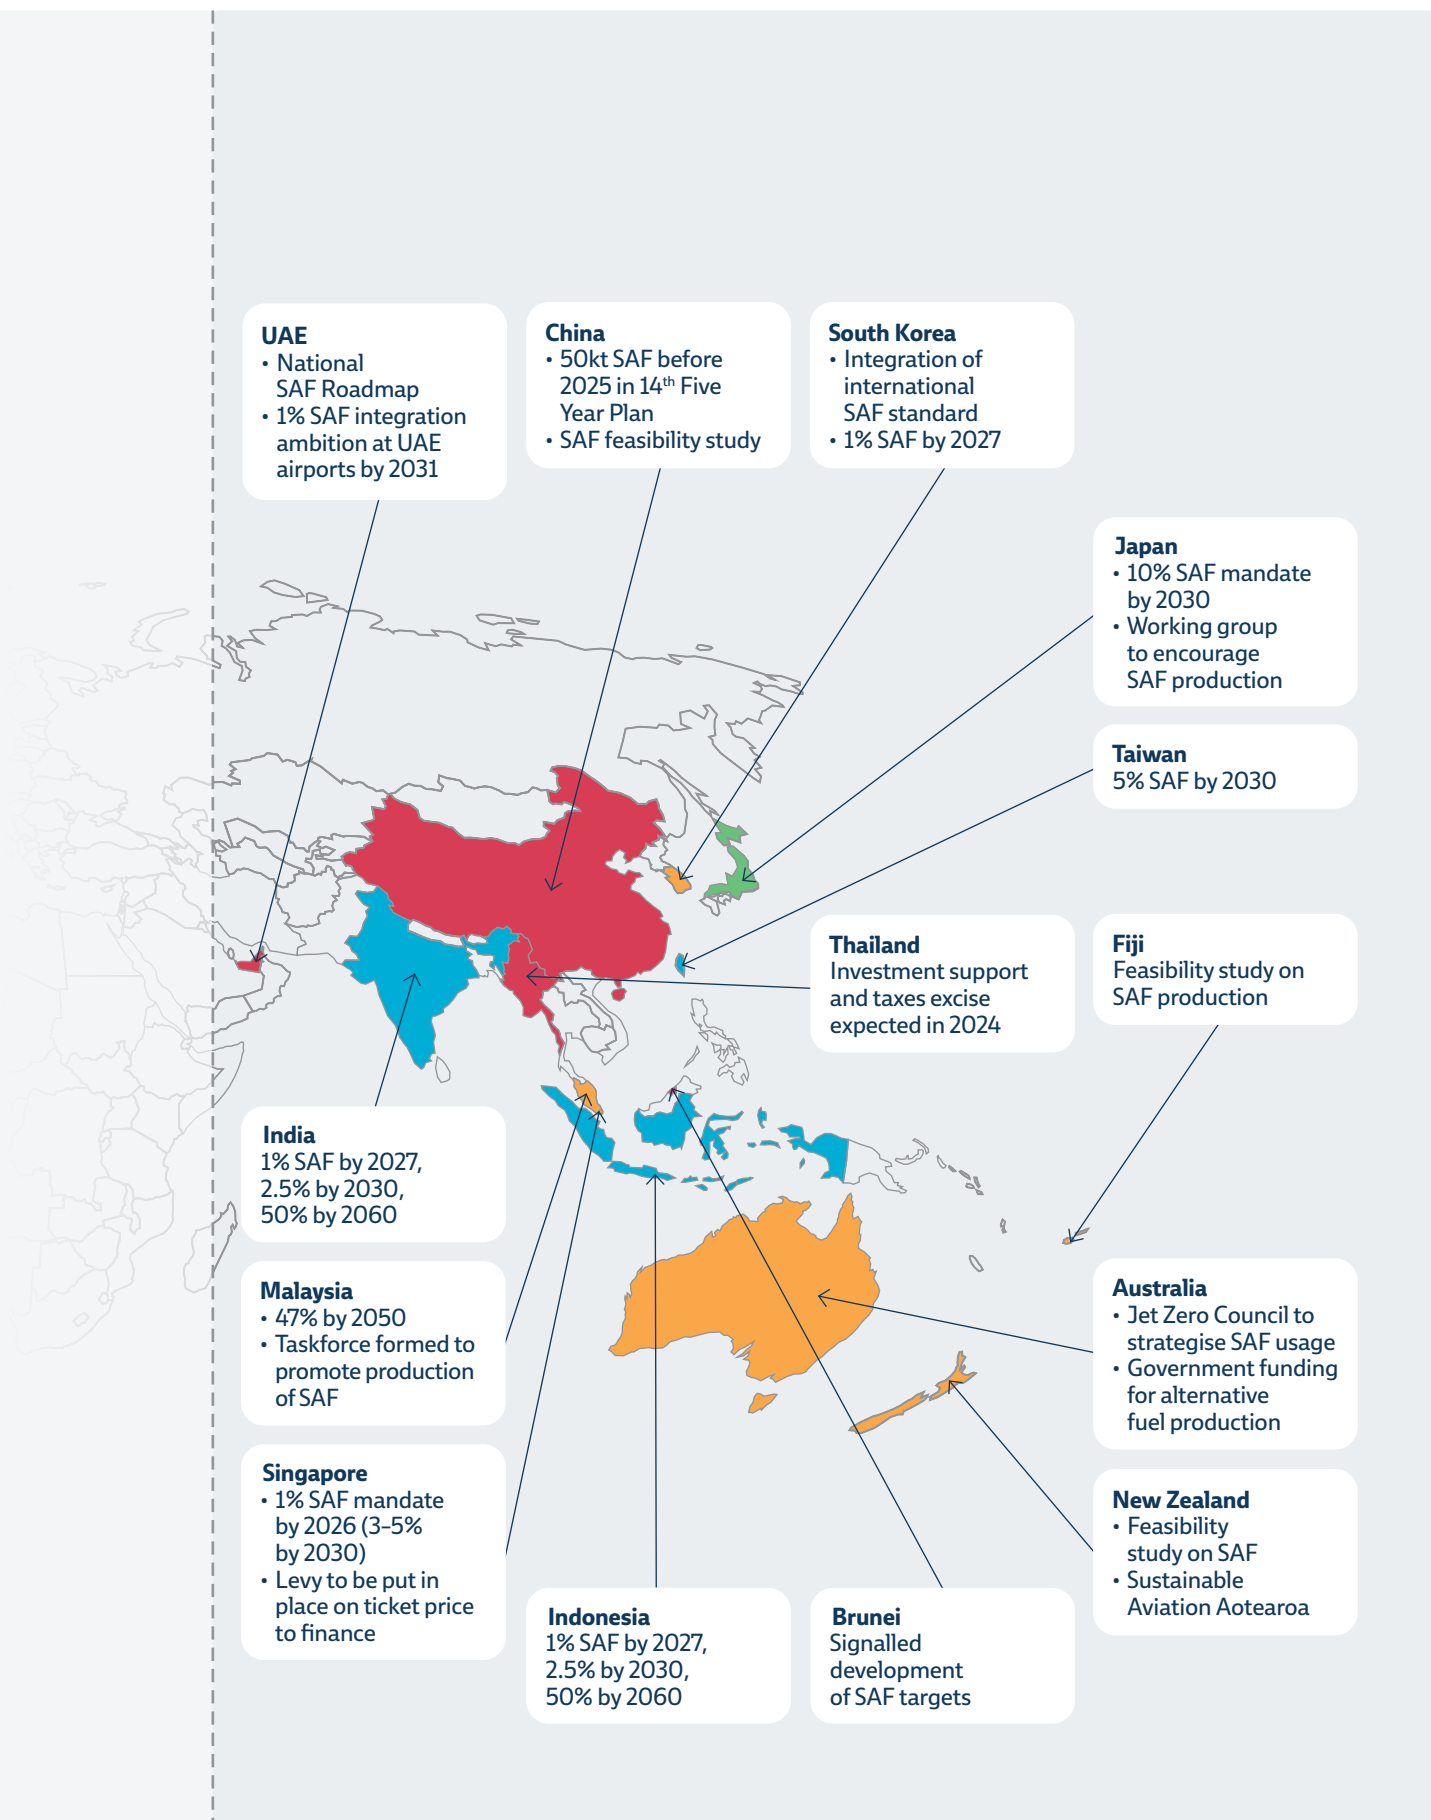 UAE
• National
SAF Roadmap
• 1% SAF integration
ambition at UAE
airports by 2031
China
• 50kt SAF before
2025 in 14th Five
Year Plan
• SAF feasibility study
South Korea
• Integration of
international
SAF standard
• 1% SAF by 2027
Japan
• 10% SAF mandate
by 2030
• Working group
to encourage
SAF production
Taiwan
5% SAF by 2030
Thailand
Investment support
and taxes excise
expected in 2024
Fiji
Feasibility study on
SAF production
India
1% SAF by 2027,
2.5% by 2030,
50% by 2060
Malaysia
• 47% by 2050
• Taskforce formed to
promote production
of SAF
Australia
• Jet Zero Council to
strategise SAF usage
• Government funding
for alternative
fuel production
Singapore
• 1% SAF mandate
by 2026 (3–5%
by 2030)
• Levy to be put in
place on ticket price
to finance
New Zealand
• Feasibility
study on SAF
• Sustainable
Aviation Aotearoa
Indonesia
1% SAF by 2027,
2.5% by 2030,
50% by 2060
Brunei
Signalled
development
of SAF targets